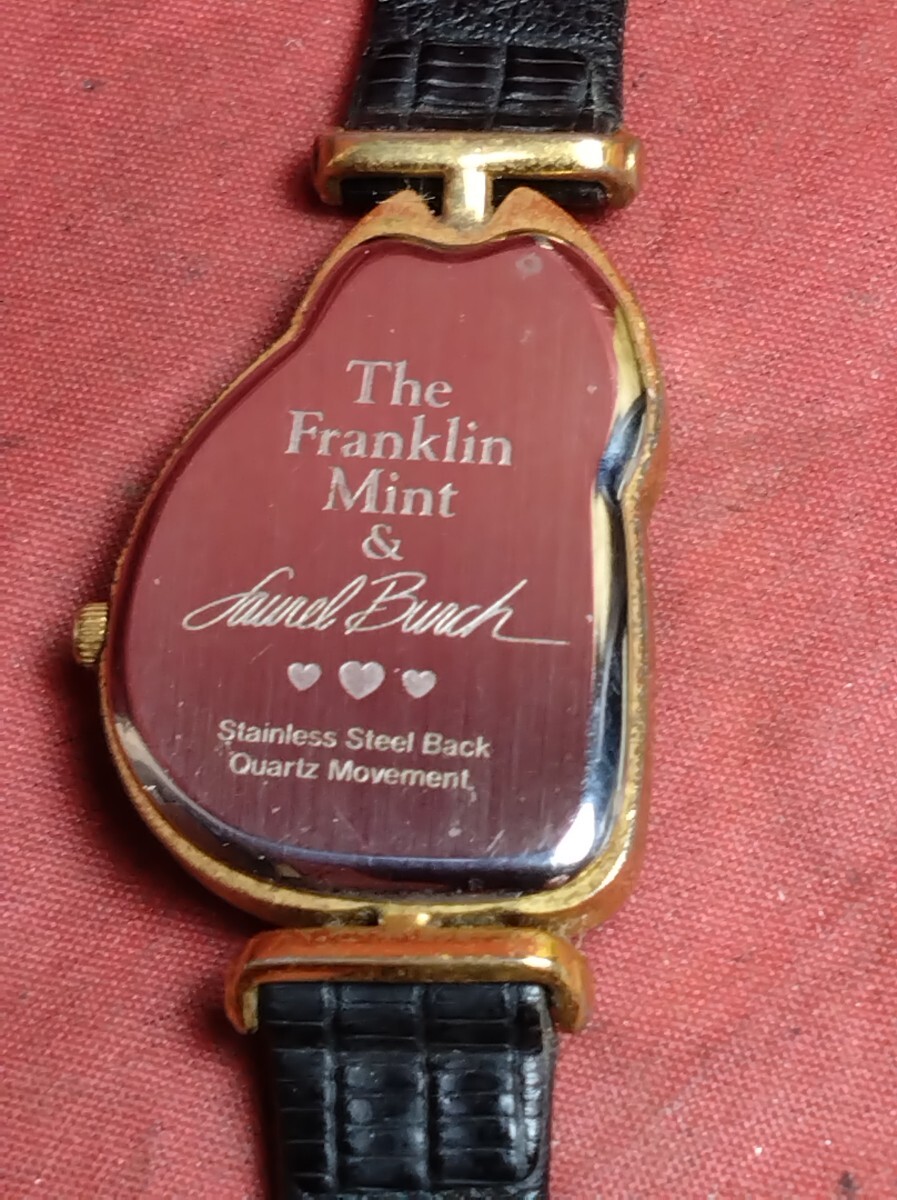 The
Franklin
Mint
&
Laurel Burch
Stainless Steel Back
Quartz Movement